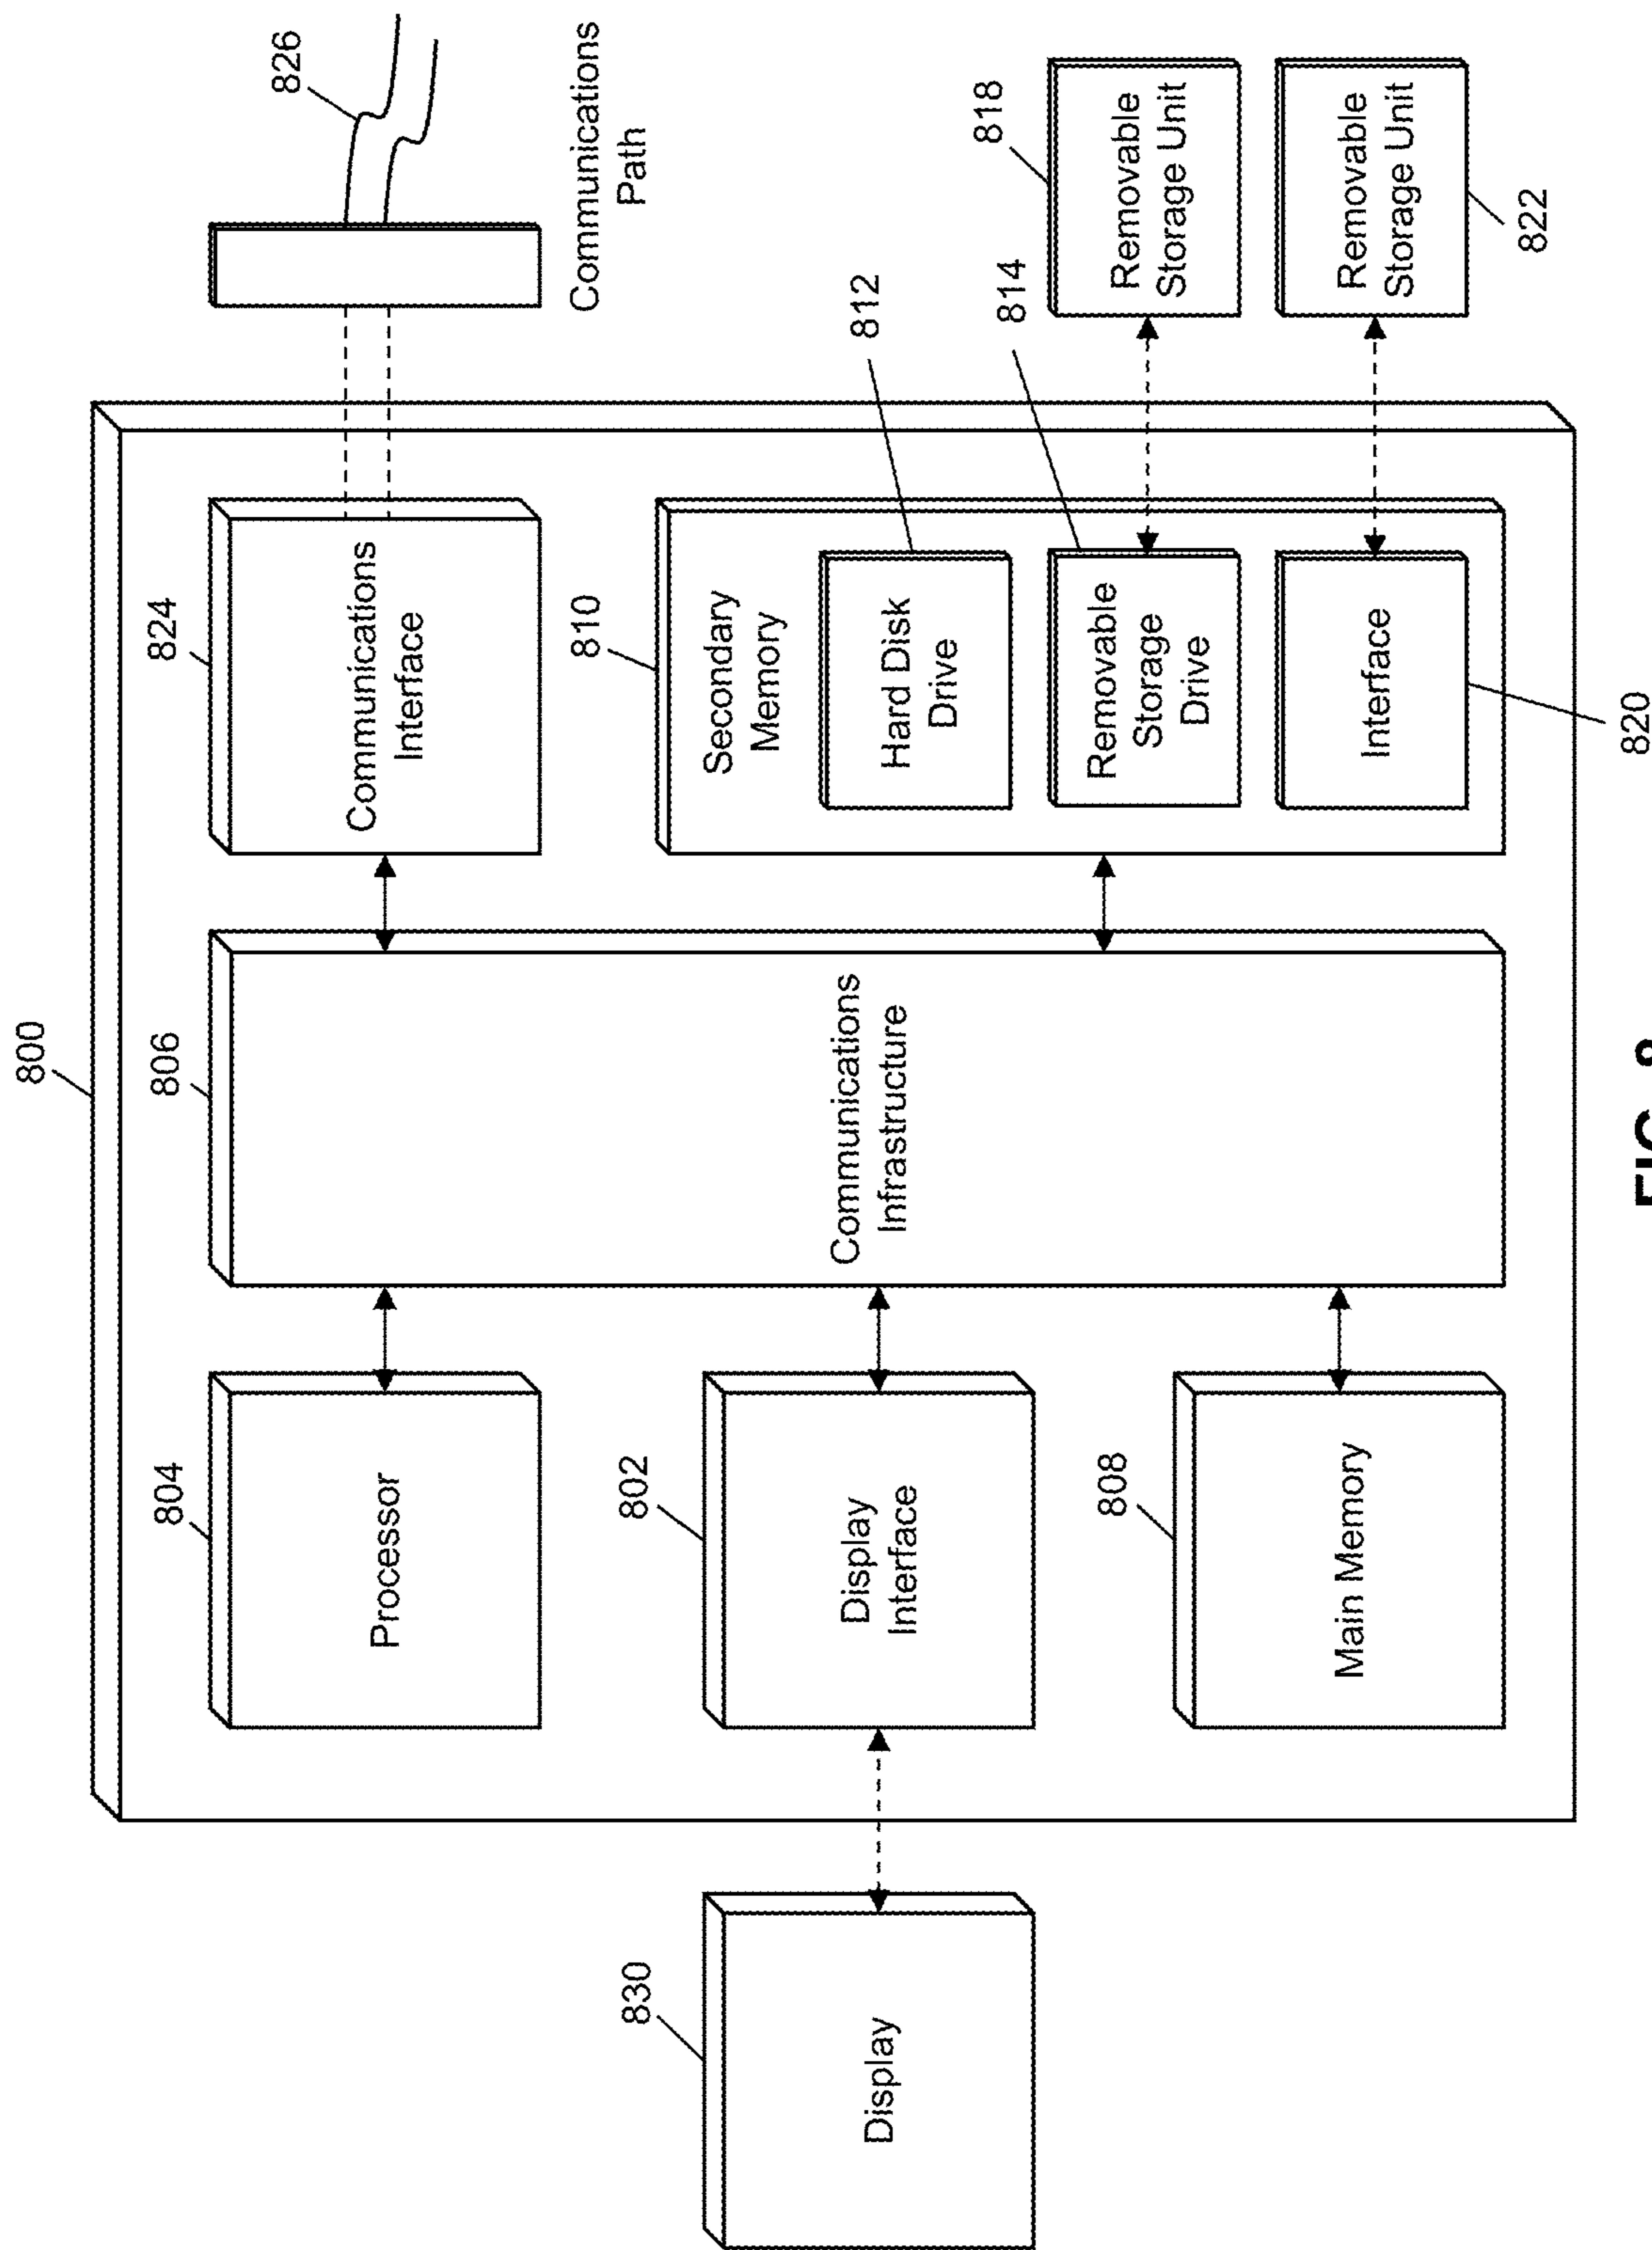 800
830
Display
804
Processor
802
Display
Interface
808
Main Memory
806
Communications
Infrastructure
824
Communications
Interface
810
Secondary
Memory
812
Hard Disk
Drive
814
Removable
Storage
Drive
Interface
820
826
Communications
Path
818
Removable
Storage Unit
Removable
Storage Unit
822
FIG. 8